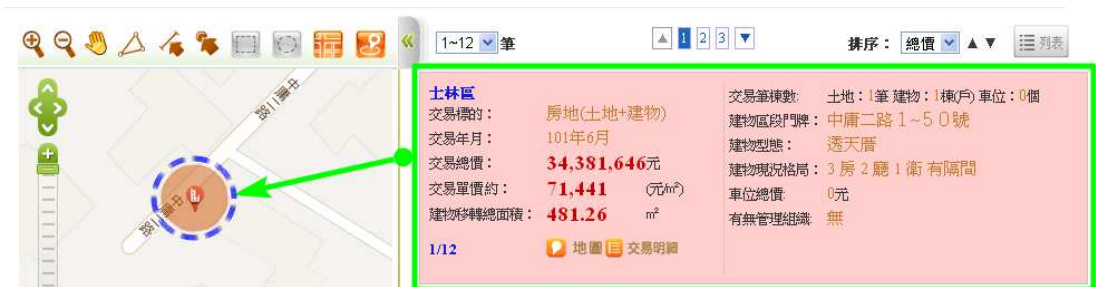 1~12 筆
1 2 3
排序： 總價
列表
士林區
交易標的： 房地(土地+建物)
交易年月： 101年6月
交易總價： 34,381,646元
交易單價約： 71,441 (元/m²)
建物移轉總面積： 481.26 m²
1/12 地圖 交易明細
交易筆棟數: 土地：1筆 建物：1棟(戶) 車位：0個
建物區段門牌： 中庸二路１~５０號
建物型態： 透天厝
建物現況格局： 3 房 2 廳 1 衛 有隔間
車位總價: 0元
有無管理組織: 無
中庸二路
中庸二路